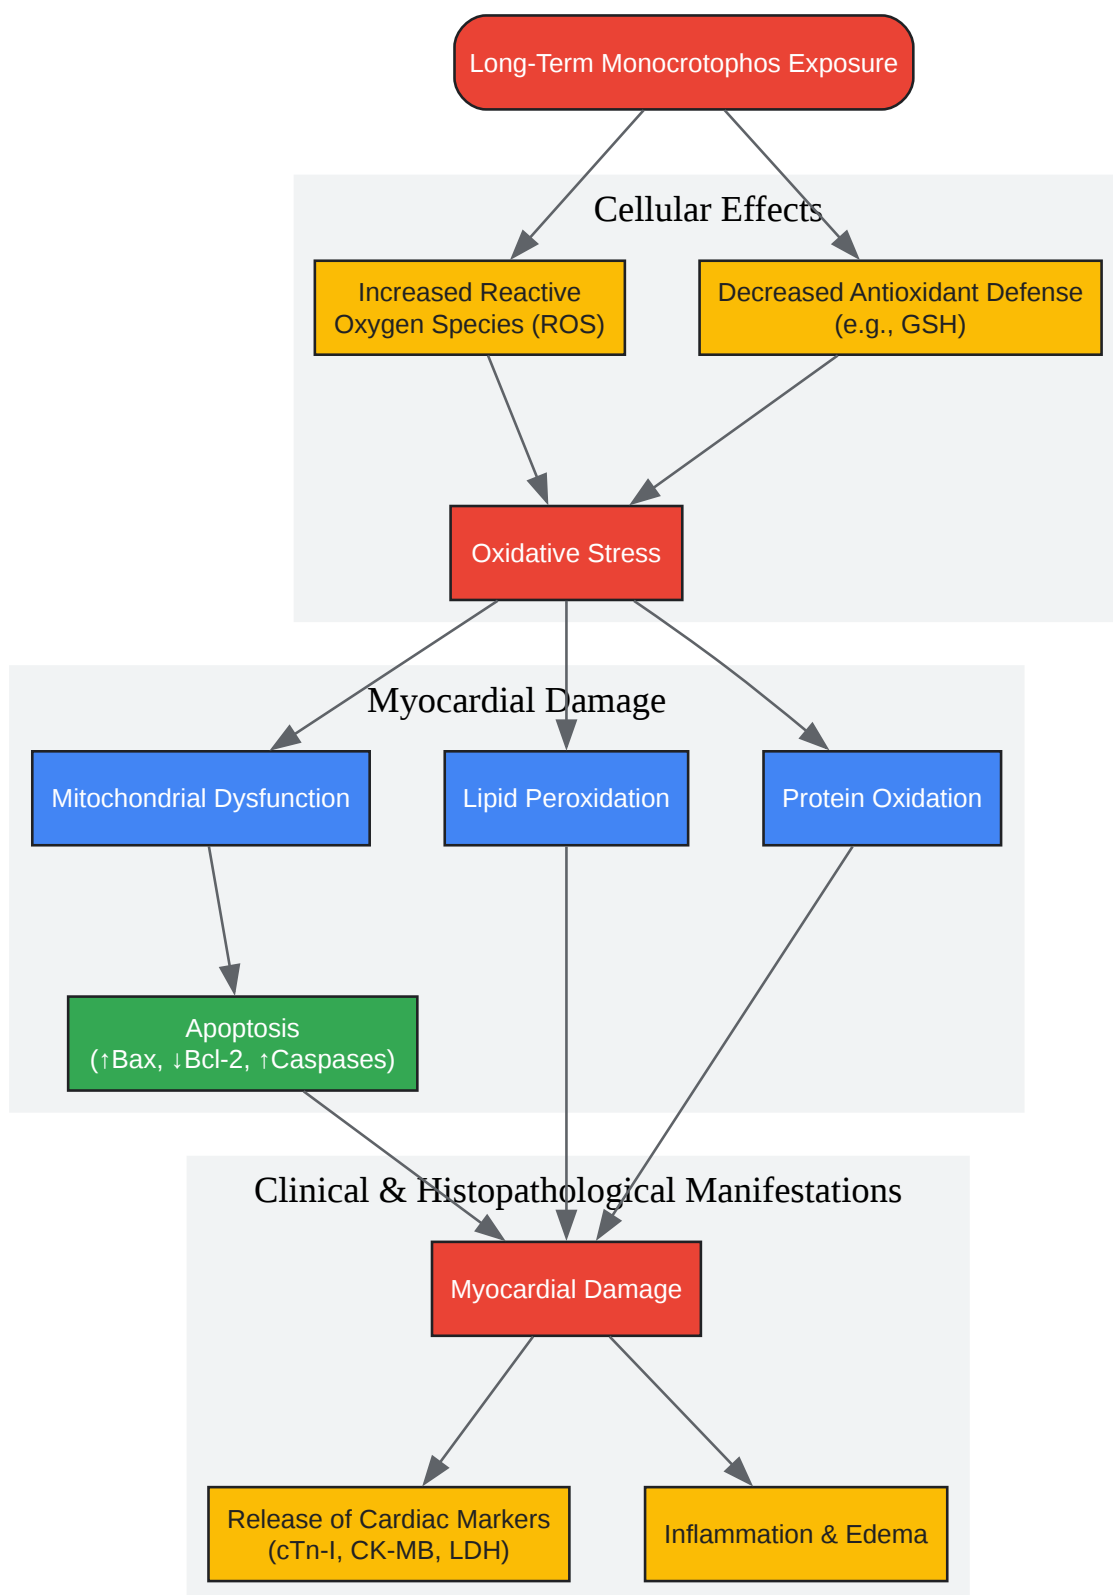 Long-Term Monocrotophos Exposure
Cellular Effects
Increased Reactive
Oxygen Species (ROS)
Decreased Antioxidant Defense
(e.g., GSH)
Oxidative Stress
Myocardial Damage
Mitochondrial Dysfunction
Lipid Peroxidation
Protein Oxidation
Apoptosis
(↑Bax, ↓Bcl-2, ↑Caspases)
Clinical & Histopathological Manifestations
Myocardial Damage
Release of Cardiac Markers
(cTn-I, CK-MB, LDH)
Inflammation & Edema